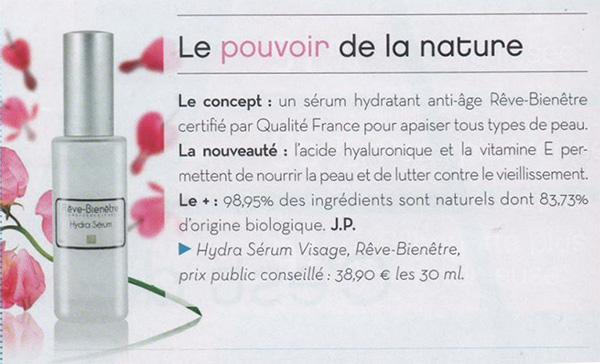 Le pouvoir de la nature
Le concept : un sérum hydratant anti-âge Rêve-Bienêtre
certifié par Qualité France pour apaiser tous types de peau.
La nouveauté : l'acide hyaluronique et la vitamine E per-
mettent de nourrir la peau et de lutter contre le vieillissement.
Le + : 98,95% des ingrédients sont naturels dont 83,73%
d'origine biologique. J.P.
▶ Hydra Sérum Visage, Rêve-Bienêtre,
prix public conseillé : 38,90 € les 30 ml.
Rêve-Bienêtre
Hydra Sérum